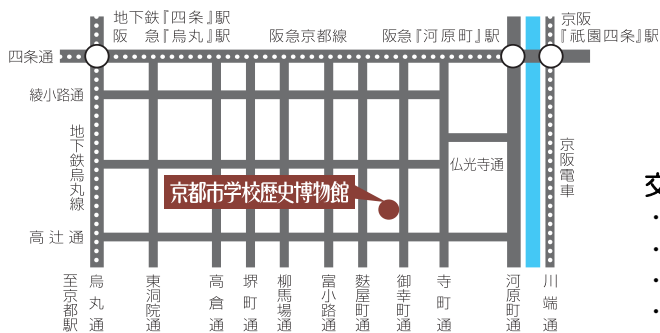 地下鉄『四条』駅
阪　急『烏丸』駅
阪急京都線
阪急『河原町』駅
京阪
『祇園四条』駅
四条通
綾小路通
地下鉄烏丸線
仏光寺通
京阪電車
京都市学校歴史博物館
高辻通
至京都駅
烏丸通
東洞院通
高倉通
堺町通
柳馬場通
富小路通
麩屋町通
御幸町通
寺町通
河原町通
川端通
・
・
・
・